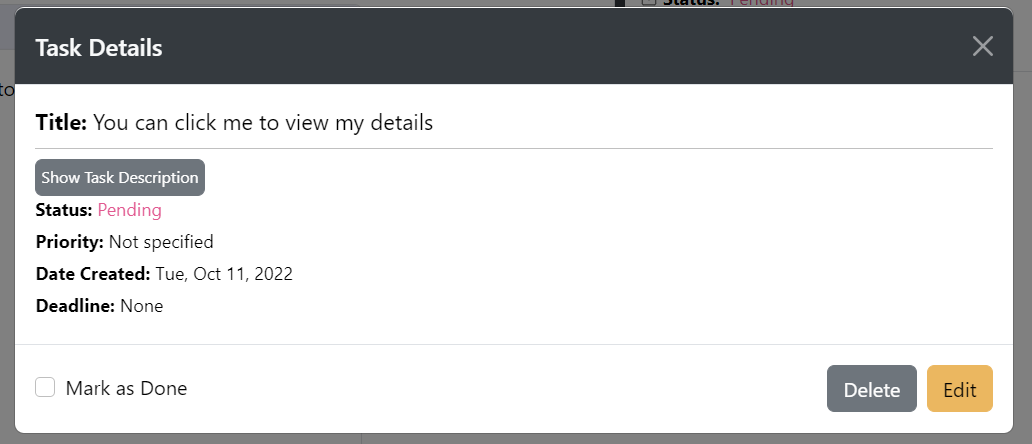 Status: Pending
Task Details
to
Title: You can click me to view my details
Show Task Description
Status: Pending
Priority: Not specified
Date Created: Tue, Oct 11, 2022
Deadline: None
Mark as Done
Delete
Edit